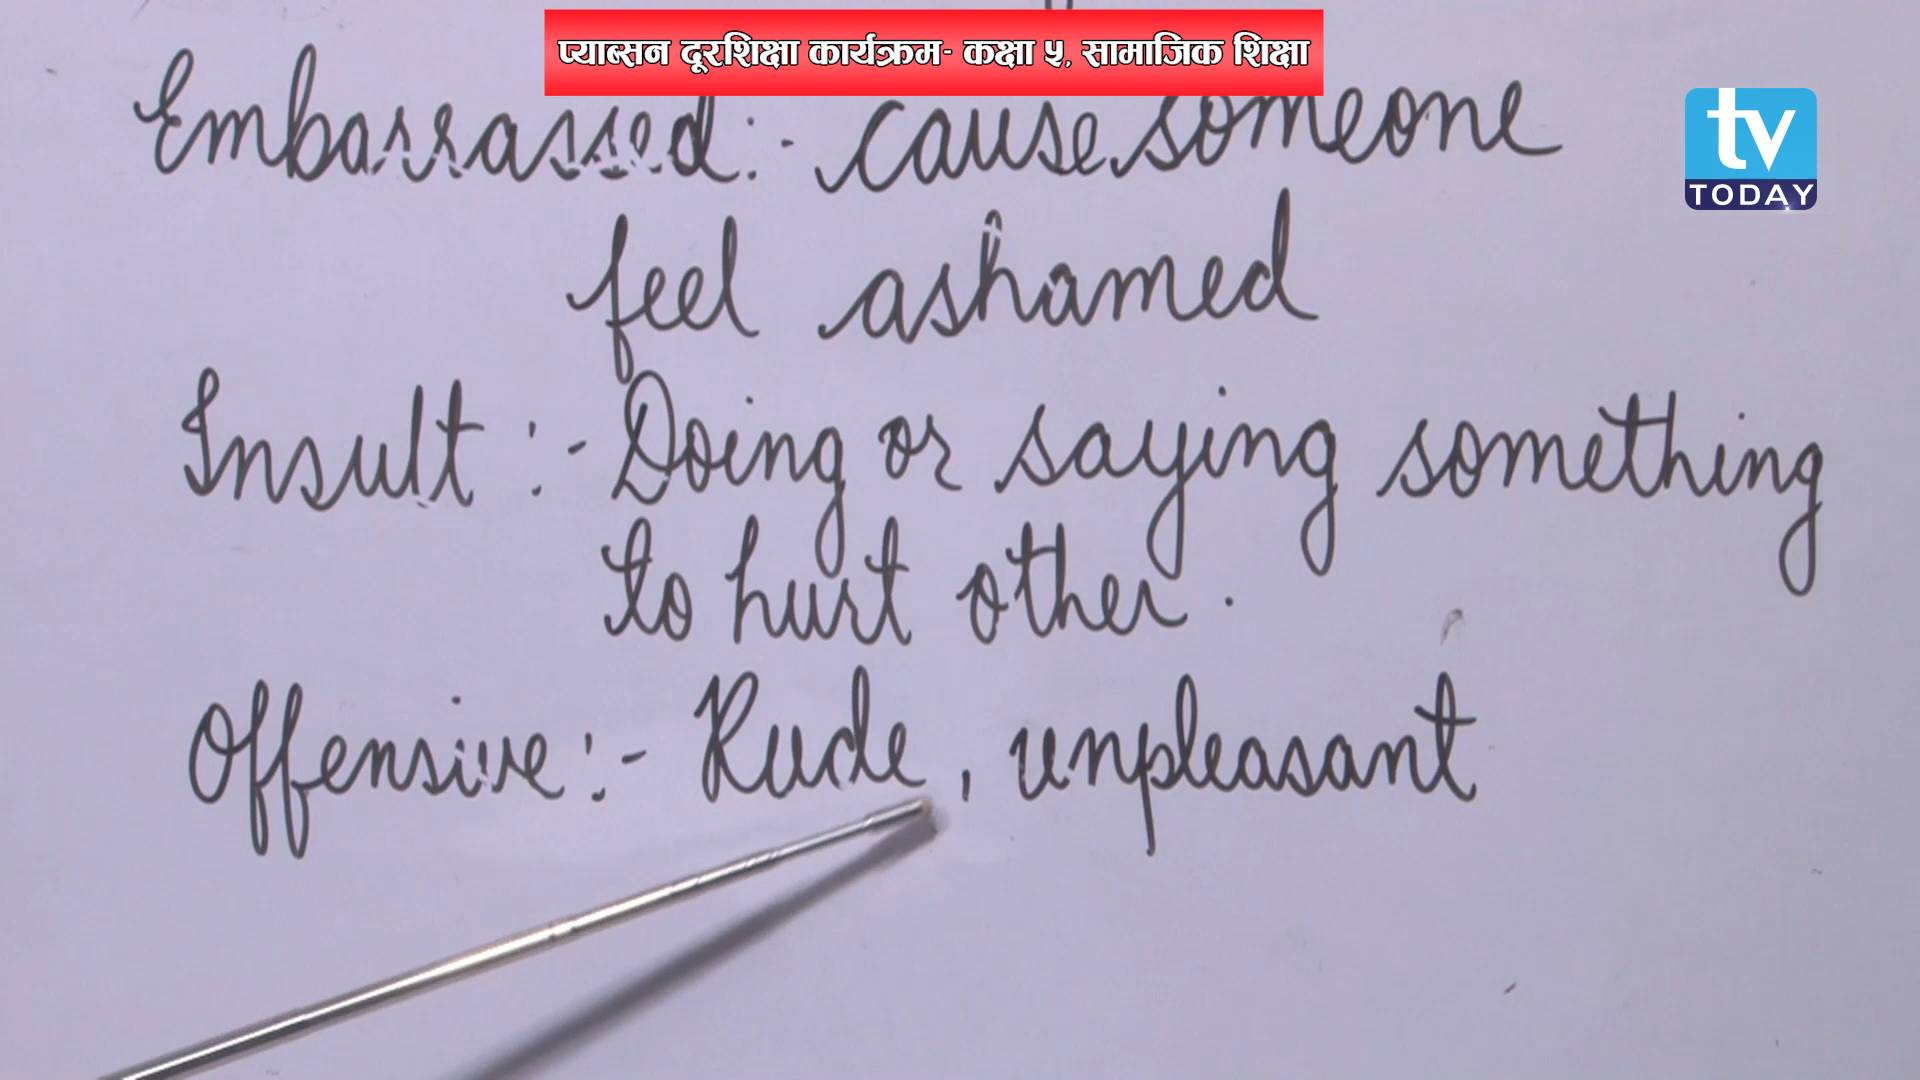 प्याब्सन दूरशिक्षा कार्यक्रम- कक्षा ५, सामाजिक शिक्षा
tv
TODAY
Embarrassed:- cause someone
feel ashamed
Insult :- Doing or saying something
to hurt other.
Offensive:- Rude, unpleasant